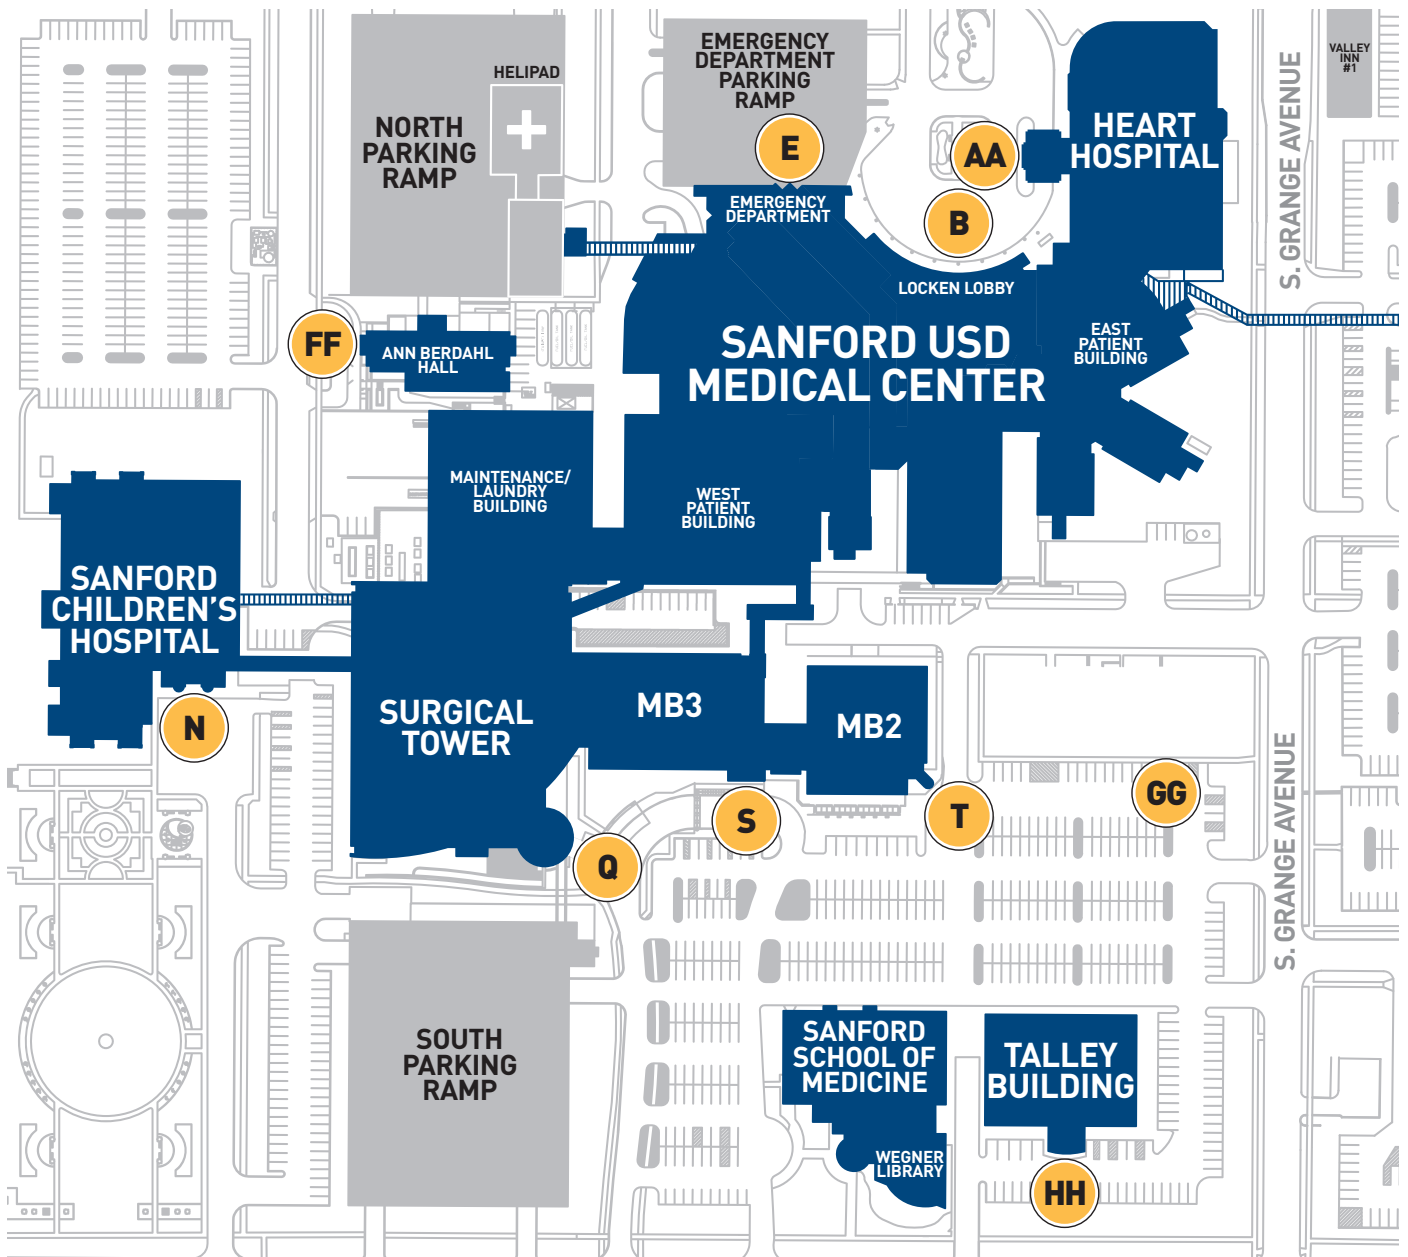 EMERGENCY
DEPARTMENT
PARKING
RAMP
VALLEY
INN
#1
HELIPAD
NORTH
PARKING
RAMP
E
AA
HEART
HOSPITAL
S. GRANGE AVENUE
EMERGENCY
DEPARTMENT
B
LOCKEN LOBBY
FF
ANN BERDAHL
HALL
SANFORD USD
MEDICAL CENTER
EAST
PATIENT
BUILDING
MAINTENANCE/
LAUNDRY
BUILDING
WEST
PATIENT
BUILDING
SANFORD
CHILDREN'S
HOSPITAL
N
SURGICAL
TOWER
MB3
MB2
S
T
GG
Q
S. GRANGE AVENUE
SOUTH
PARKING
RAMP
SANFORD
SCHOOL OF
MEDICINE
TALLEY
BUILDING
WEGNER
LIBRARY
HH